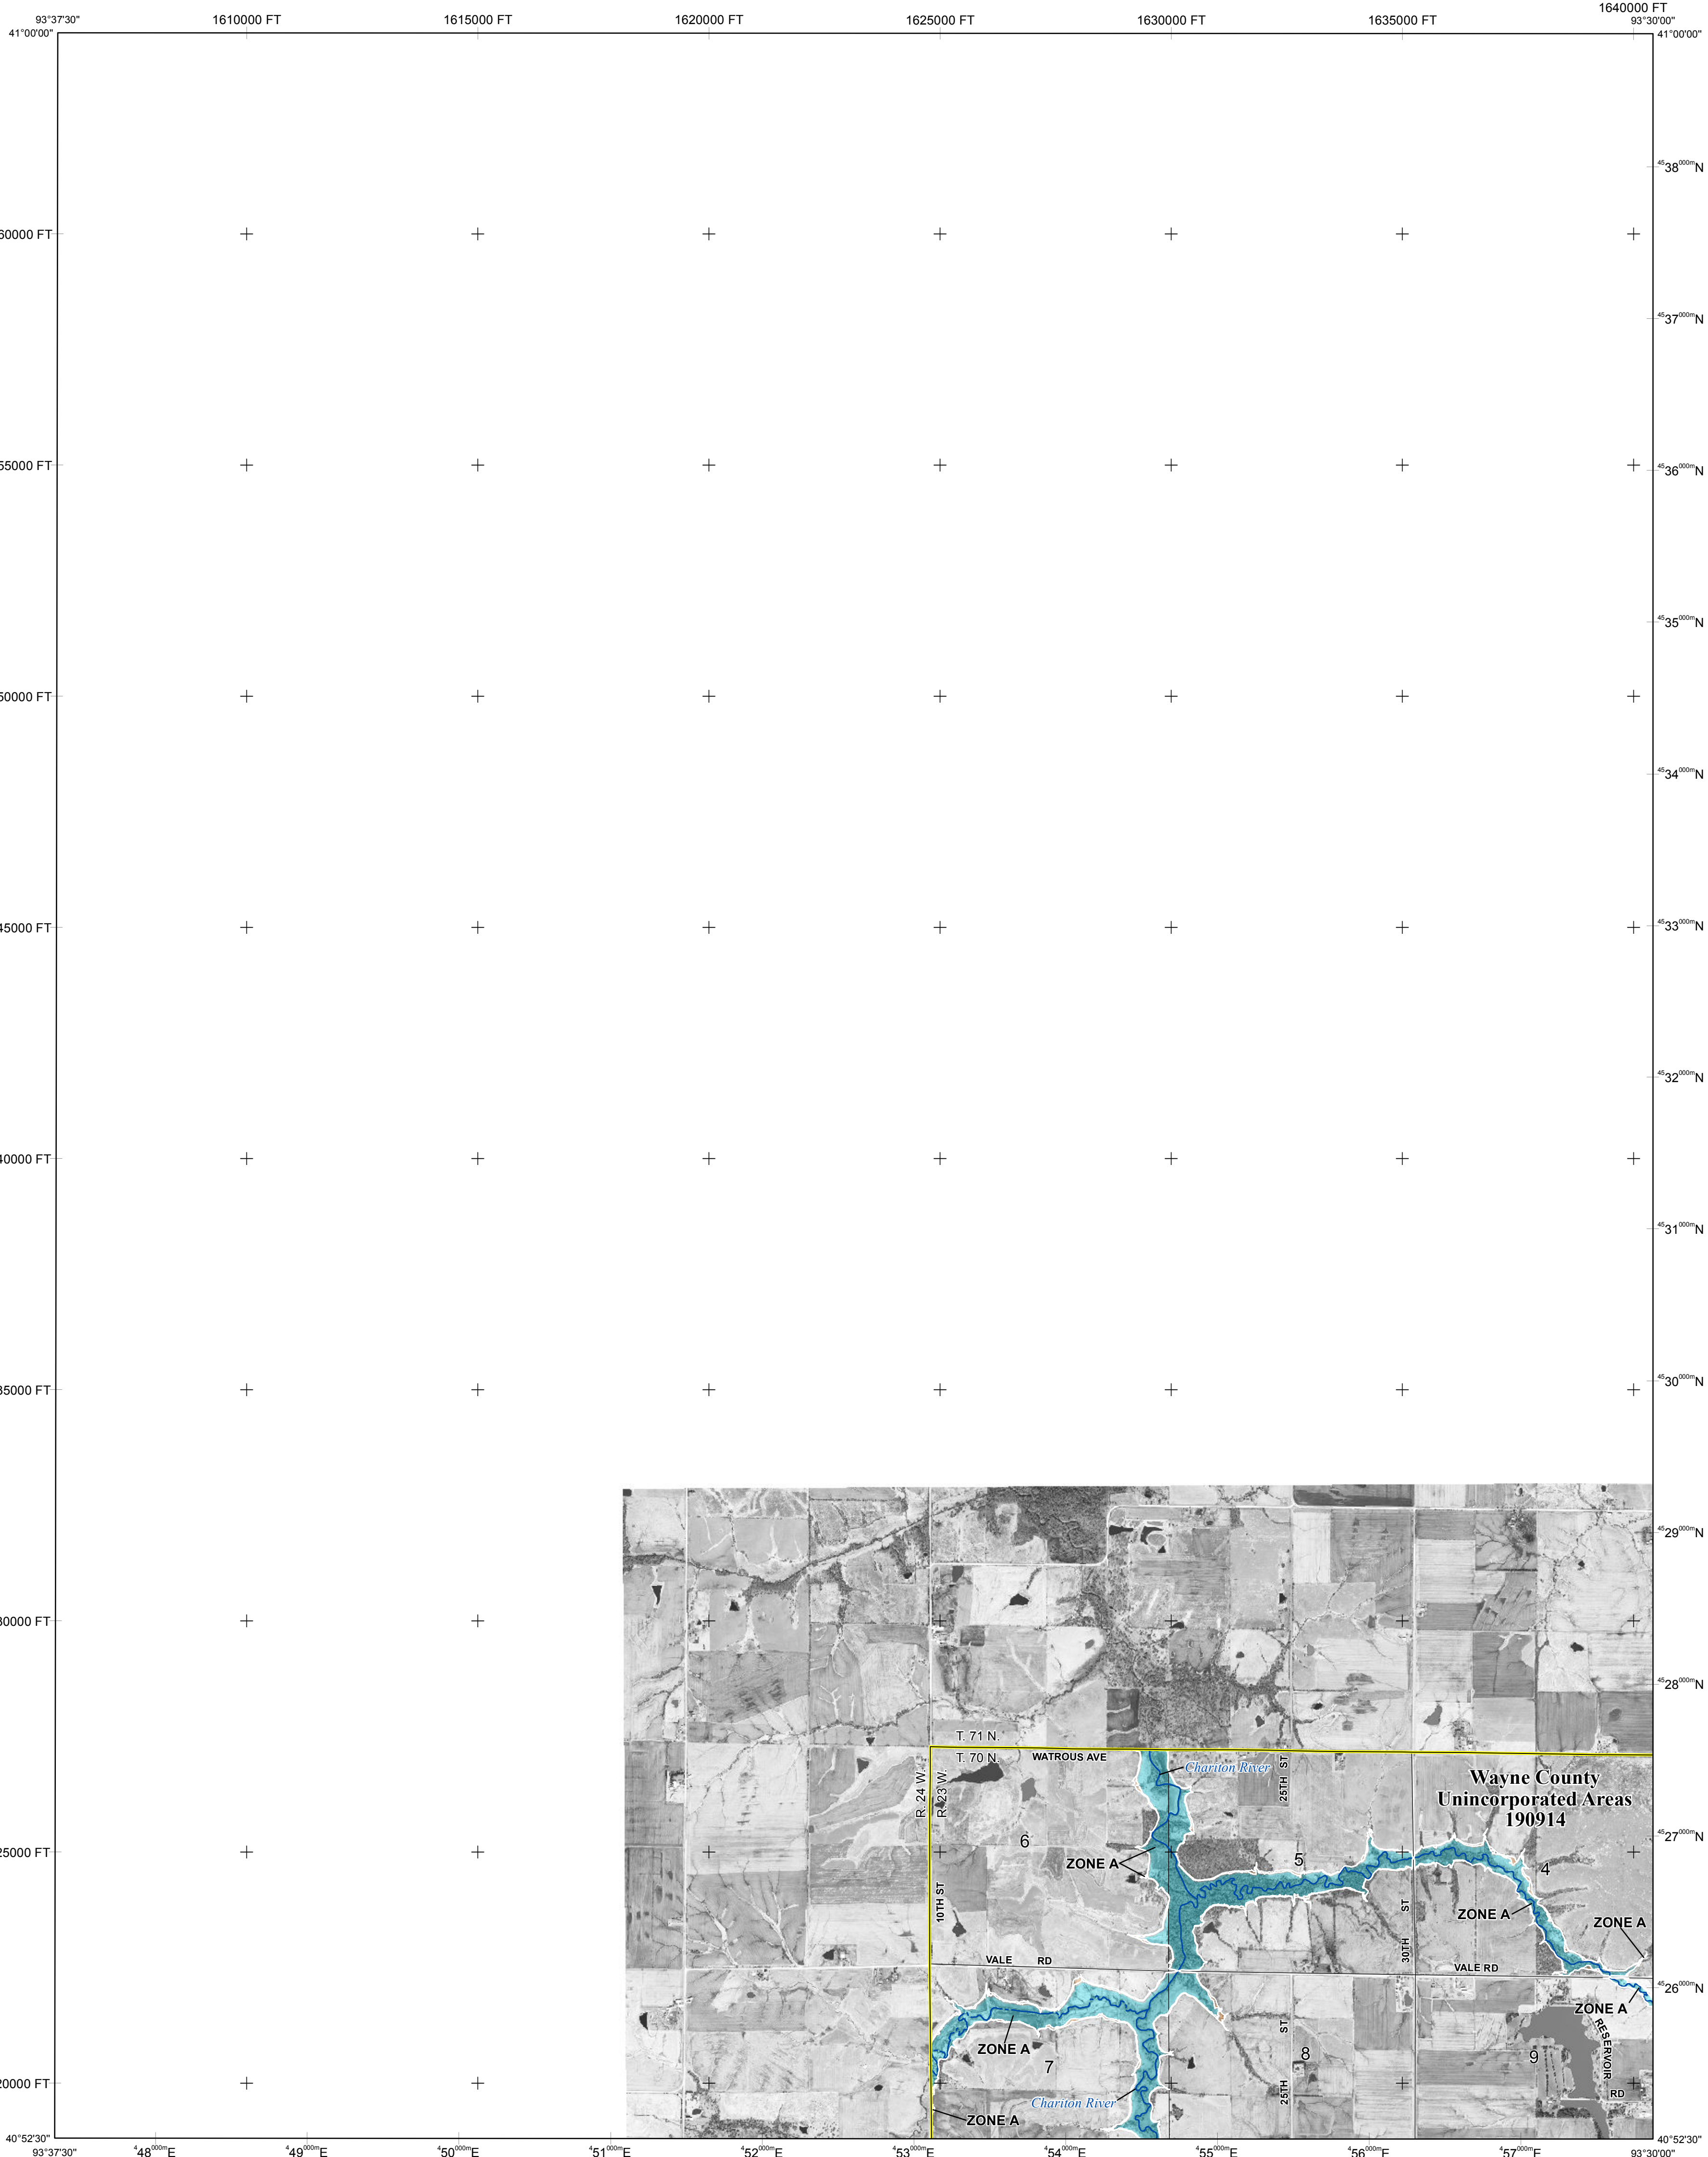 1640000 FT
93°37'30" 1610000 FT 1615000 FT 1620000 FT 1625000 FT 1630000 FT 1635000 FT 93°30'00"
41°00'00" 41°00'00"
4538000mN
60000 FT
4537000mN
55000 FT
4536000mN
4535000mN
50000 FT
4534000mN
45000 FT
4533000mN
4532000mN
40000 FT
4531000mN
35000 FT
4530000mN
4529000mN
30000 FT
4528000mN
T. 71 N.
T. 70 N.
WATROUS AVE
R. 24 W.
R. 23 W.
Chariton River
25TH ST
Wayne County
Unincorporated Areas
190914
4527000mN
6
25000 FT
ZONE A
5
4
10TH ST
30TH ST
ZONE A
ZONE A
VALE RD
VALE RD
4526000mN
ZONE A
ZONE A
7
25TH ST
8
9
RESERVOIR RD
20000 FT
Chariton River
ZONE A
40°52'30" 40°52'30"
93°37'30" 448000mE 449000mE 450000mE 451000mE 452000mE 453000mE 454000mE 455000mE 456000mE 457000mE 93°30'00"